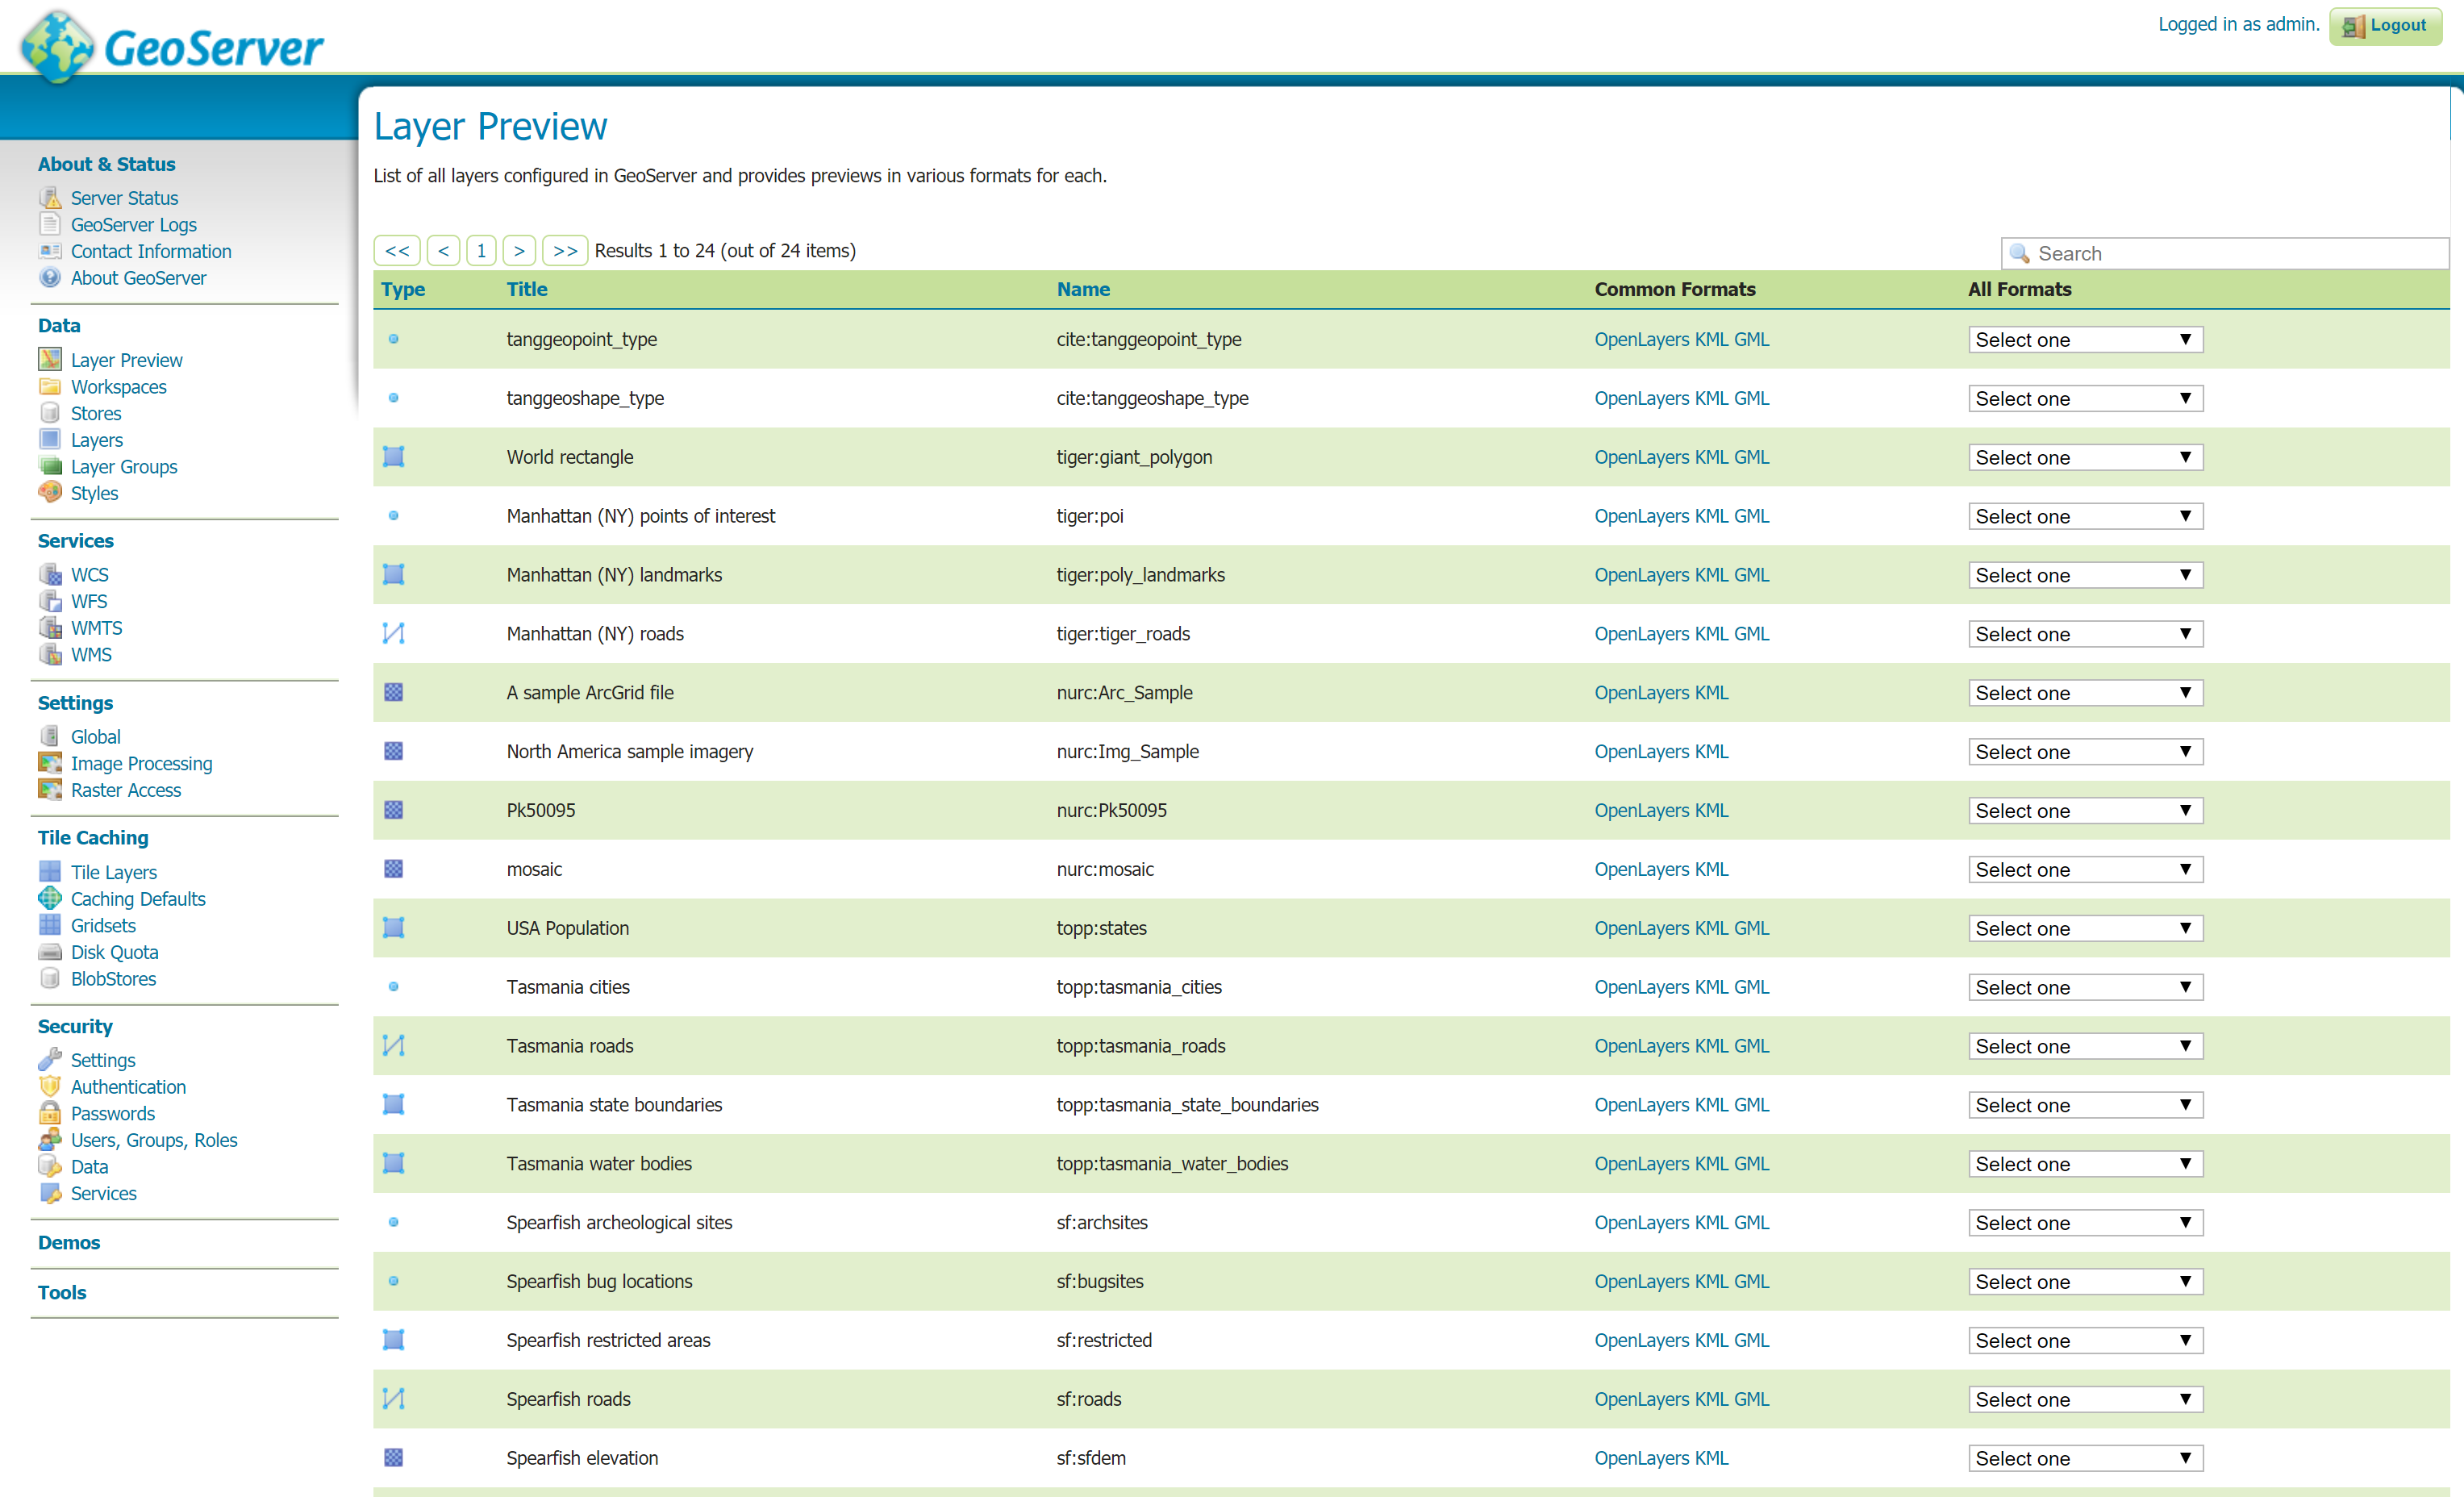 GeoServer
Logged in as admin. Logout
About & Status
Server Status
GeoServer Logs
Contact Information
About GeoServer
Data
Layer Preview
Workspaces
Stores
Layers
Layer Groups
Styles
Services
WCS
WFS
WMTS
WMS
Settings
Global
Image Processing
Raster Access
Tile Caching
Tile Layers
Caching Defaults
Gridsets
Disk Quota
BlobStores
Security
Settings
Authentication
Passwords
Users, Groups, Roles
Data
Services
Demos
Tools
Layer Preview
List of all layers configured in GeoServer and provides previews in various formats for each.
<< < 1 > >> Results 1 to 24 (out of 24 items) Search
Type Title Name Common Formats All Formats
tanggeopoint_type cite:tanggeopoint_type OpenLayers KML GML Select one
tanggeoshape_type cite:tanggeoshape_type OpenLayers KML GML Select one
World rectangle tiger:giant_polygon OpenLayers KML GML Select one
Manhattan (NY) points of interest tiger:poi OpenLayers KML GML Select one
Manhattan (NY) landmarks tiger:poly_landmarks OpenLayers KML GML Select one
Manhattan (NY) roads tiger:tiger_roads OpenLayers KML GML Select one
A sample ArcGrid file nurc:Arc_Sample OpenLayers KML Select one
North America sample imagery nurc:Img_Sample OpenLayers KML Select one
Pk50095 nurc:Pk50095 OpenLayers KML Select one
mosaic nurc:mosaic OpenLayers KML Select one
USA Population topp:states OpenLayers KML GML Select one
Tasmania cities topp:tasmania_cities OpenLayers KML GML Select one
Tasmania roads topp:tasmania_roads OpenLayers KML GML Select one
Tasmania state boundaries topp:tasmania_state_boundaries OpenLayers KML GML Select one
Tasmania water bodies topp:tasmania_water_bodies OpenLayers KML GML Select one
Spearfish archeological sites sf:archsites OpenLayers KML GML Select one
Spearfish bug locations sf:bugsites OpenLayers KML GML Select one
Spearfish restricted areas sf:restricted OpenLayers KML GML Select one
Spearfish roads sf:roads OpenLayers KML GML Select one
Spearfish elevation sf:sfdem OpenLayers KML Select one